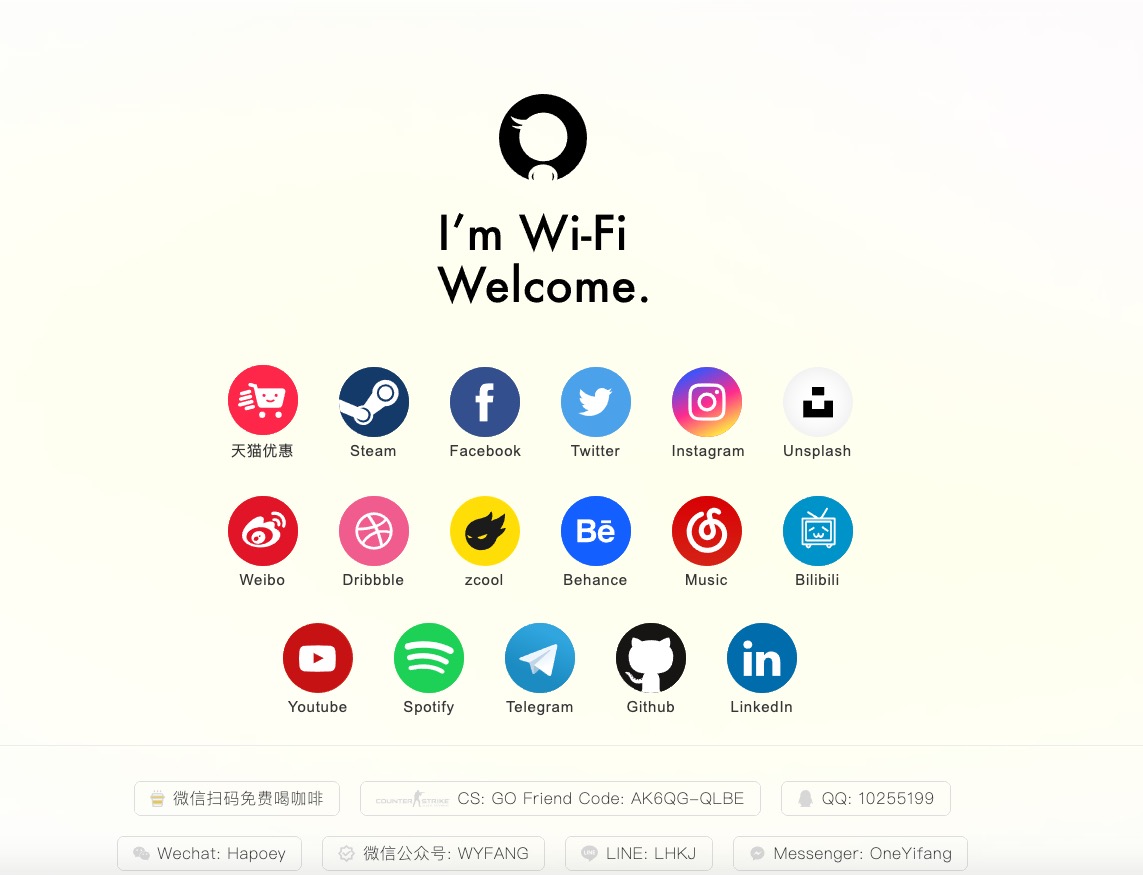 I'm Wi-Fi
Welcome.
天猫优惠 Steam Facebook Twitter Instagram Unsplash
Weibo Dribbble zcool Behance Music Bilibili
Youtube Spotify Telegram Github LinkedIn
微信扫码免费喝咖啡 COUNTER STRIKE CS: GO Friend Code: AK6QG-QLBE QQ: 10255199
Wechat: Hapoey 微信公众号: WYFANG LINE: LHKJ Messenger: OneYifang